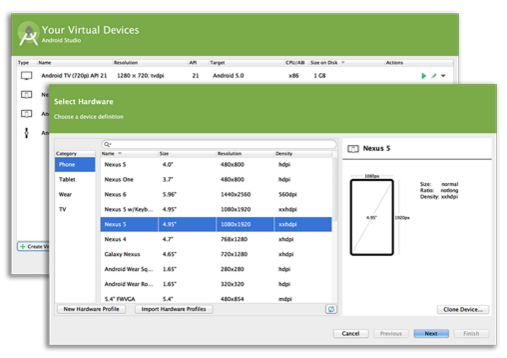 Your Virtual Devices
Android Studio
Type Name Resolution API Target CPU/ABI Size on Disk Actions
Android TV (720p) API 21 1280 × 720: tvdpi 21 Android 5.0 x86 1 GB
Ne
An
An
Create Vi
Select Hardware
Choose a device definition
Category Name Size Resolution Density
Phone Nexus S 4.0" 480x800 hdpi
Tablet Nexus One 3.7" 480x800 hdpi
Wear Nexus 6 5.96" 1440x2560 560dpi
TV Nexus 5 w/Keyb... 4.95" 1080x1920 xxhdpi
Nexus 5 4.95" 1080x1920 xxhdpi
Nexus 4 4.7" 768x1280 xhdpi
Galaxy Nexus 4.65" 720x1280 xhdpi
Android Wear Sq... 1.65" 280x280 hdpi
Android Wear Ro... 1.65" 320x320 hdpi
5.4" FWVGA 5.4" 480x854 mdpi
New Hardware Profile Import Hardware Profiles
Nexus 5
1080px
4.95" 1920px
Size: normal
Ratio: notlong
Density: xxhdpi
Clone Device...
Cancel Previous Next Finish